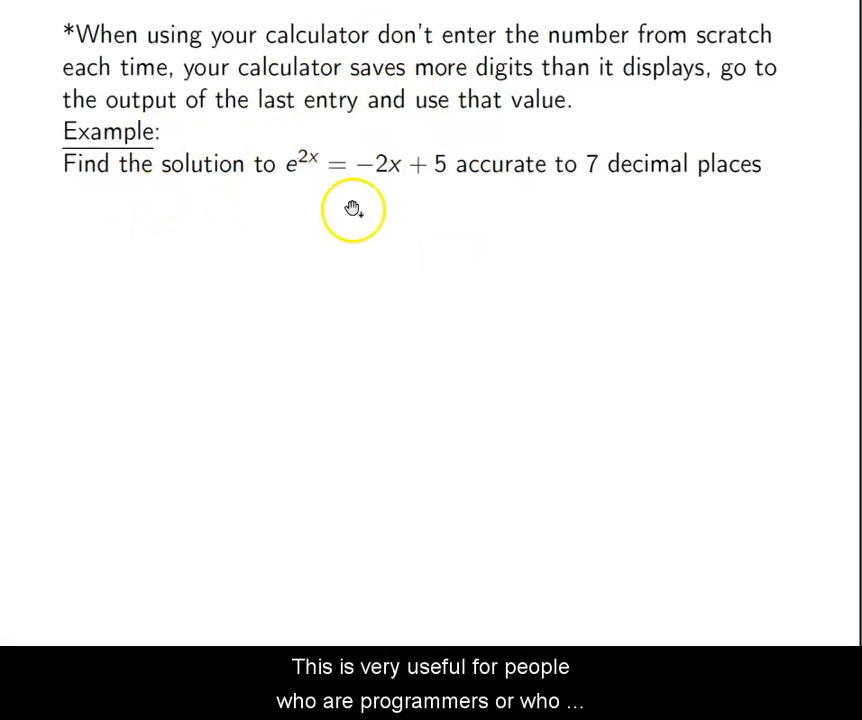 *When using your calculator don't enter the number from scratch
each time, your calculator saves more digits than it displays, go to
the output of the last entry and use that value.
Example:
Find the solution to e^{2x} = −2x + 5 accurate to 7 decimal places
This is very useful for people
who are programmers or who ...